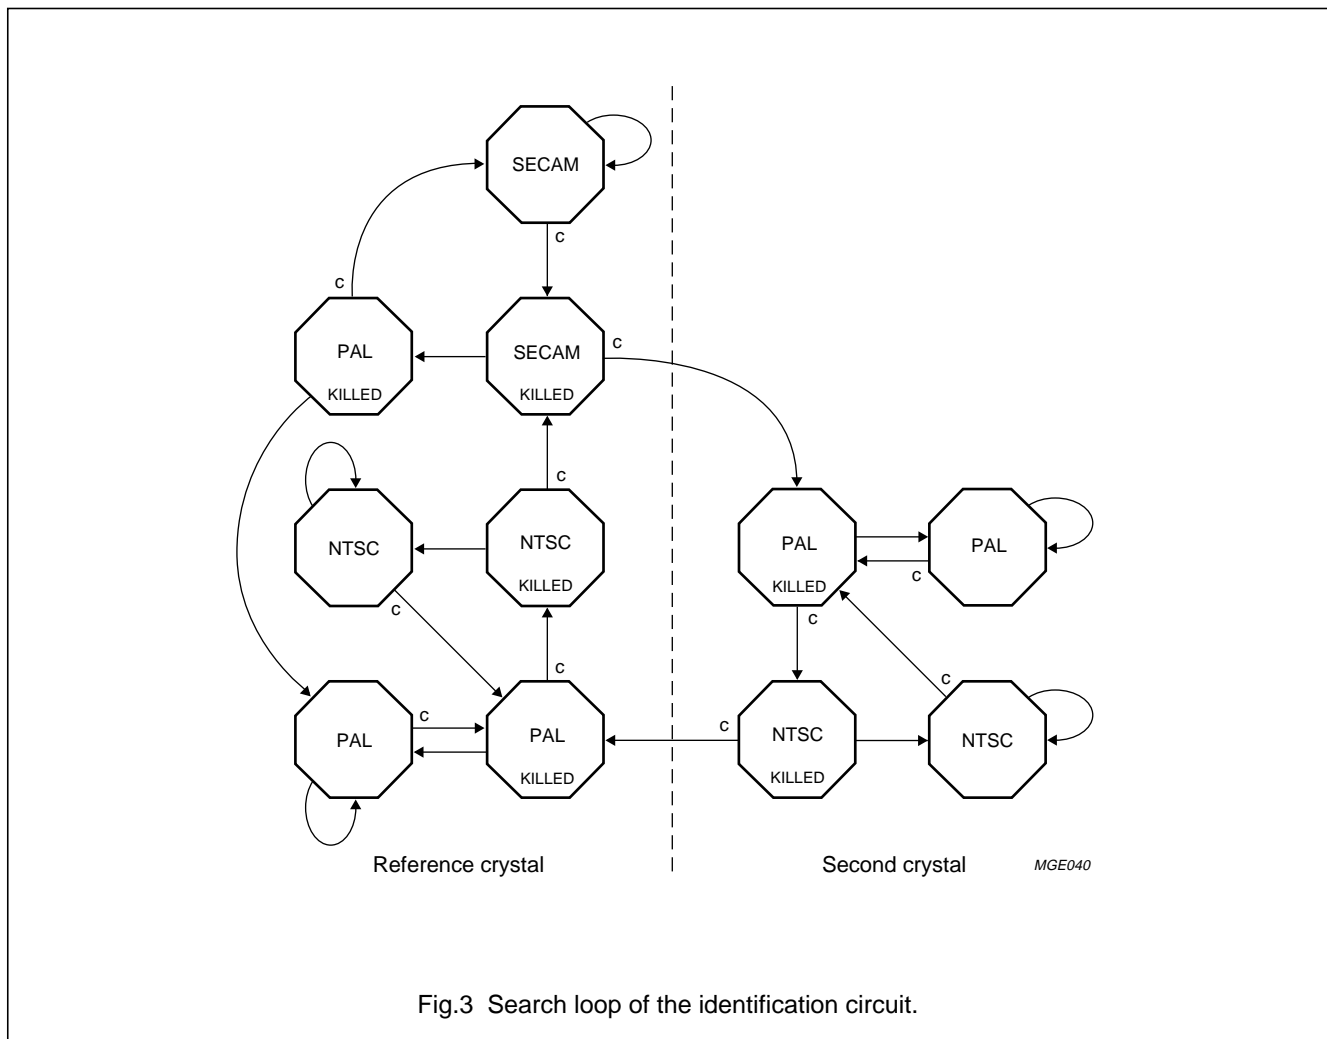 SECAM
c
c
PAL
KILLED
SECAM
KILLED
c
c
NTSC
NTSC
KILLED
c
PAL
KILLED
PAL
c
c
c
c
PAL
c
PAL
KILLED
c
NTSC
KILLED
c
NTSC
Reference crystal
Second crystal
MGE040
Fig.3 Search loop of the identification circuit.